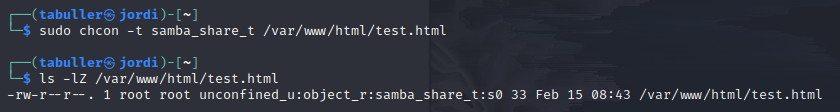 ┌──(tabuller㉿jordi)-[~]
└─$ sudo chcon -t samba_share_t /var/www/html/test.html
┌──(tabuller㉿jordi)-[~]
└─$ ls -lZ /var/www/html/test.html
-rw-r--r--. 1 root root unconfined_u:object_r:samba_share_t:s0 33 Feb 15 08:43 /var/www/html/test.html